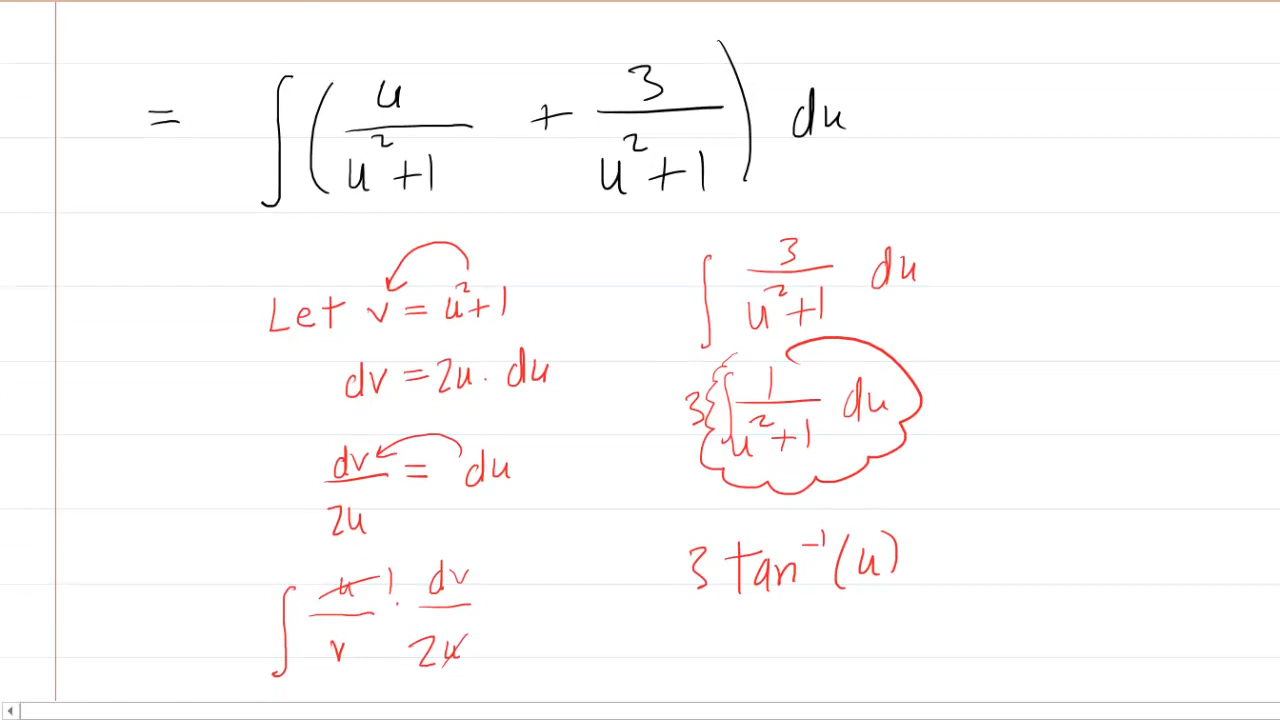 = ∫ ( u/(u²+1) + 3/(u²+1) ) du
Let v = u²+1
dv = 2u · du
dv/2u = du
∫ u/v 1 · dv/2u
∫ 3/(u²+1) du
3 ∫ 1/(u²+1) du
3 tan⁻¹(u)